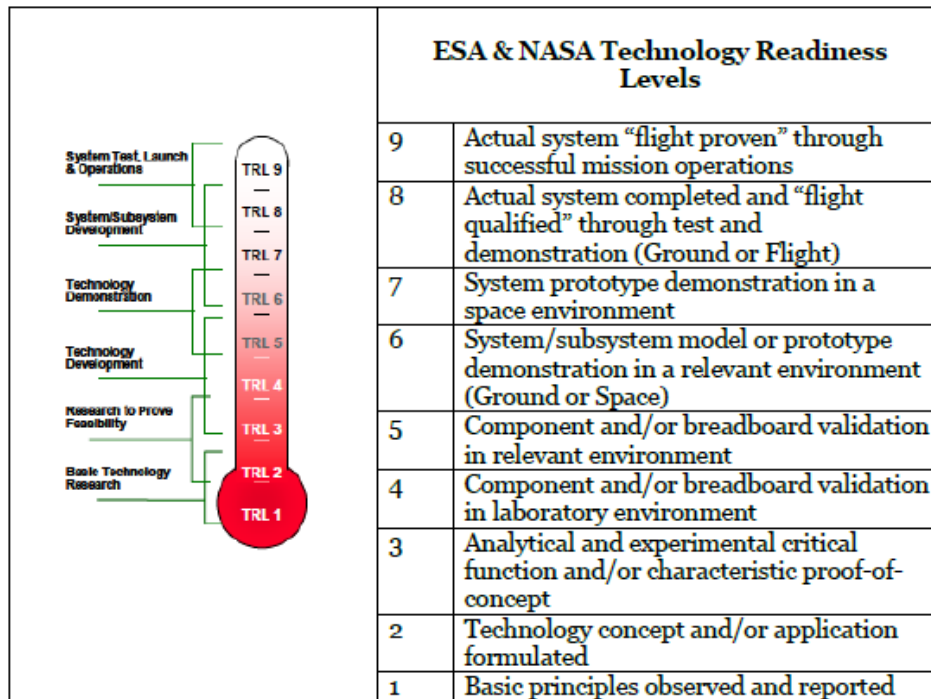 System Test, Launch
& Operations
System/Subsystem
Development
Technology
Demonstration
Technology
Development
Research to Prove
Feasibility
Basic Technology
Research
TRL 9
TRL 8
TRL 7
TRL 6
TRL 5
TRL 4
TRL 3
TRL 2
TRL 1
ESA & NASA Technology Readiness
Levels
9 Actual system “flight proven” through
successful mission operations
8 Actual system completed and “flight
qualified” through test and
demonstration (Ground or Flight)
7 System prototype demonstration in a
space environment
6 System/subsystem model or prototype
demonstration in a relevant environment
(Ground or Space)
5 Component and/or breadboard validation
in relevant environment
4 Component and/or breadboard validation
in laboratory environment
3 Analytical and experimental critical
function and/or characteristic proof-of-
concept
2 Technology concept and/or application
formulated
1 Basic principles observed and reported